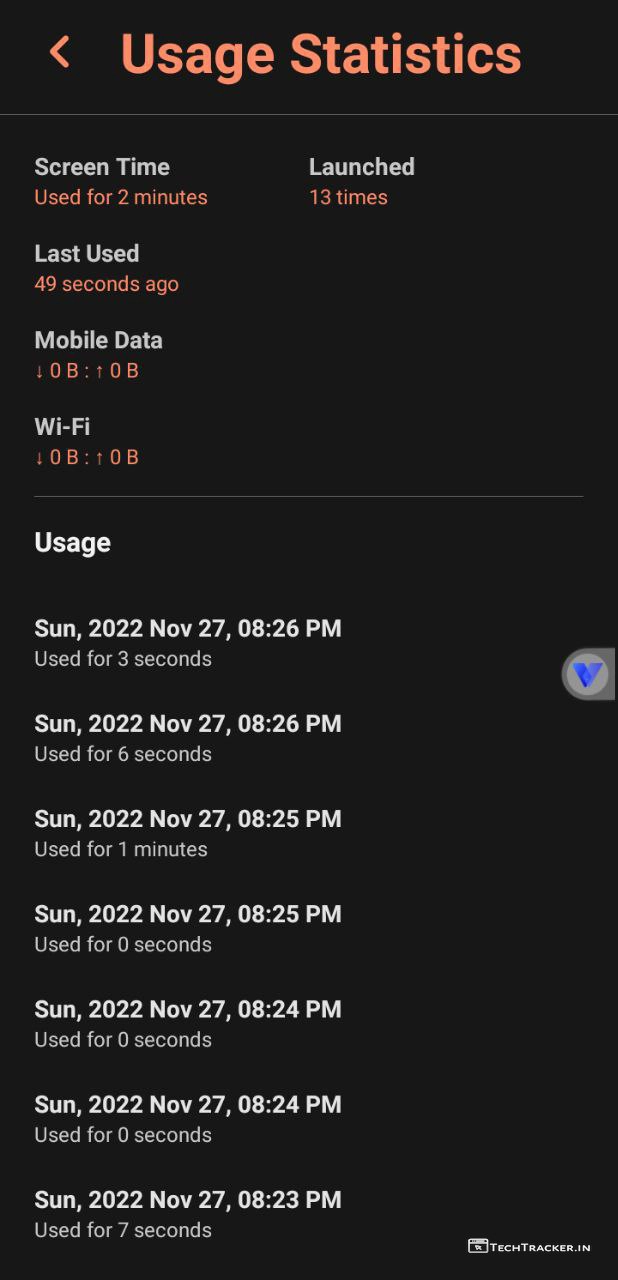 Usage Statistics
Screen Time
Used for 2 minutes
Launched
13 times
Last Used
49 seconds ago
Mobile Data
↓ 0 B : ↑ 0 B
Wi-Fi
↓ 0 B : ↑ 0 B
Usage
Sun, 2022 Nov 27, 08:26 PM
Used for 3 seconds
Sun, 2022 Nov 27, 08:26 PM
Used for 6 seconds
Sun, 2022 Nov 27, 08:25 PM
Used for 1 minutes
Sun, 2022 Nov 27, 08:25 PM
Used for 0 seconds
Sun, 2022 Nov 27, 08:24 PM
Used for 0 seconds
Sun, 2022 Nov 27, 08:24 PM
Used for 0 seconds
Sun, 2022 Nov 27, 08:23 PM
Used for 7 seconds
TECHTRACKER.IN